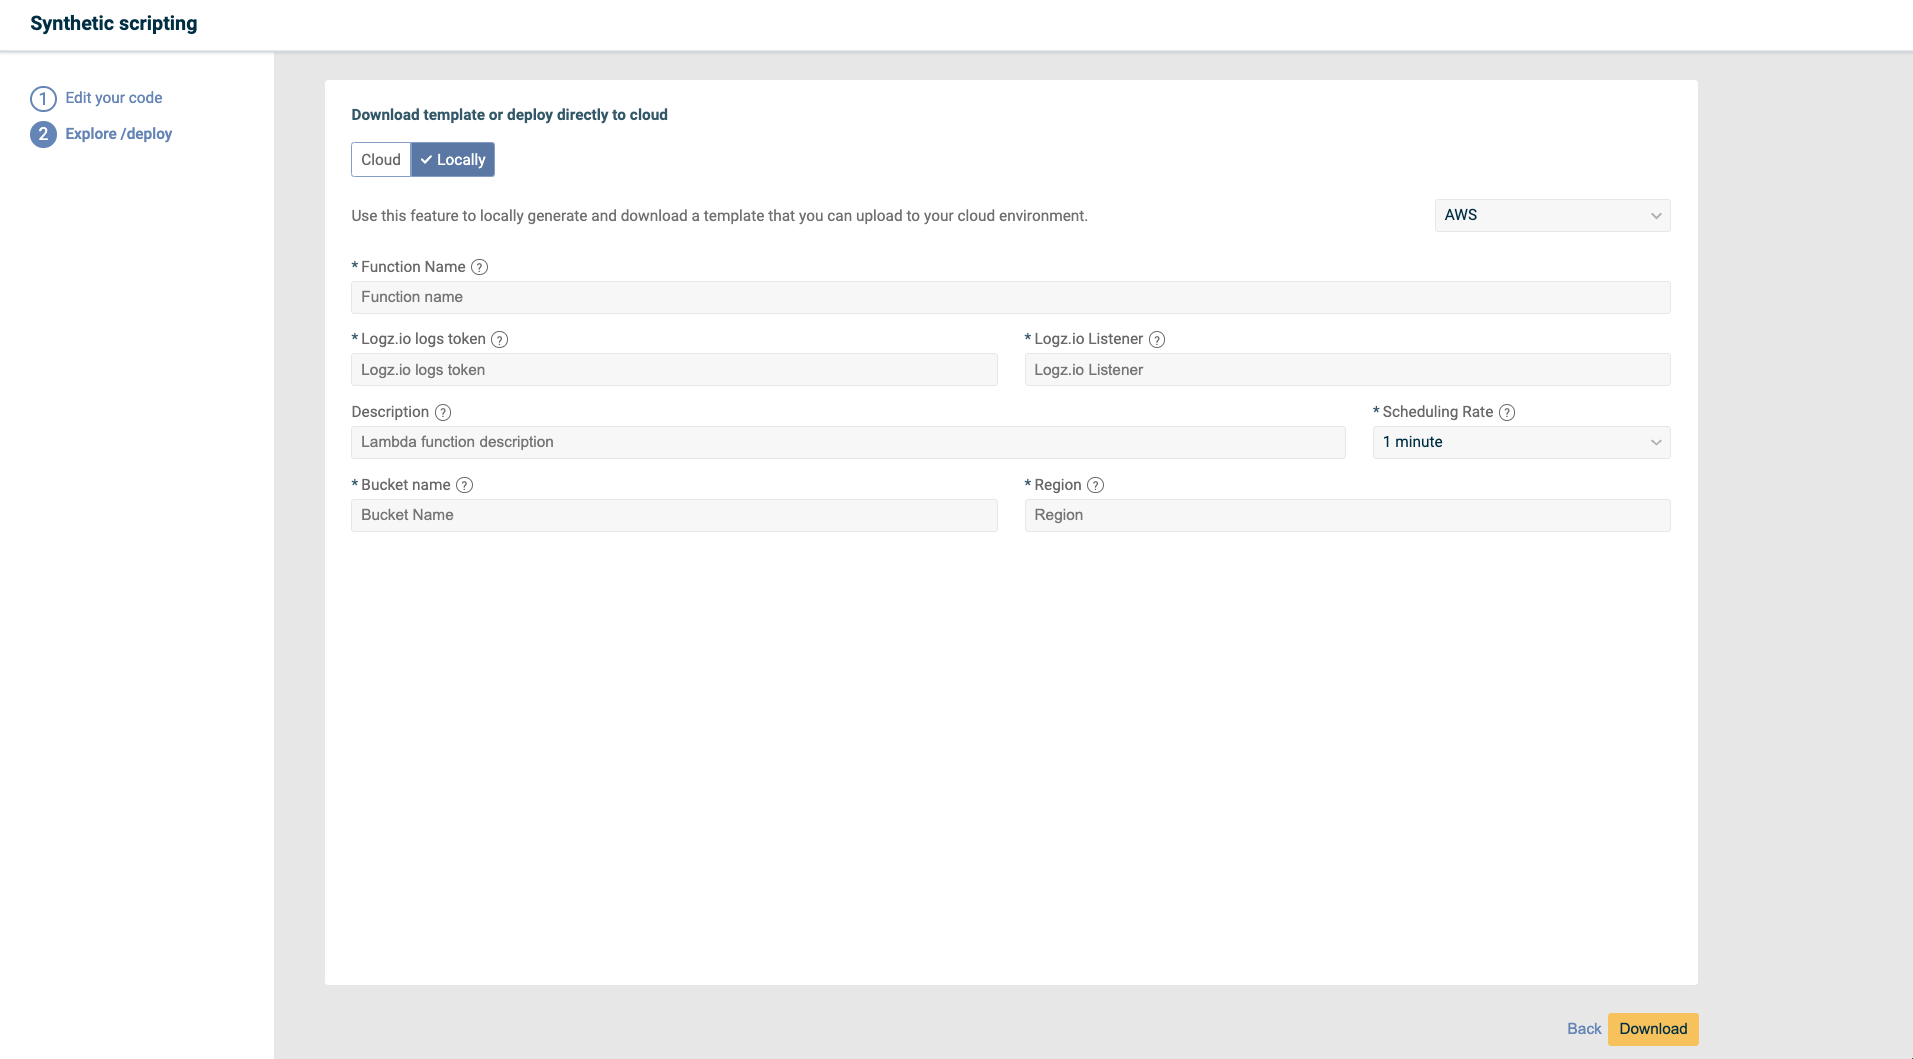 Synthetic scripting
1 Edit your code
2 Explore /deploy
Download template or deploy directly to cloud
Cloud Locally
Use this feature to locally generate and download a template that you can upload to your cloud environment. AWS
* Function Name ?
Function name
* Logz.io logs token ? * Logz.io Listener ?
Logz.io logs token Logz.io Listener
Description ? * Scheduling Rate ?
Lambda function description 1 minute
* Bucket name ? * Region ?
Bucket Name Region
Back Download